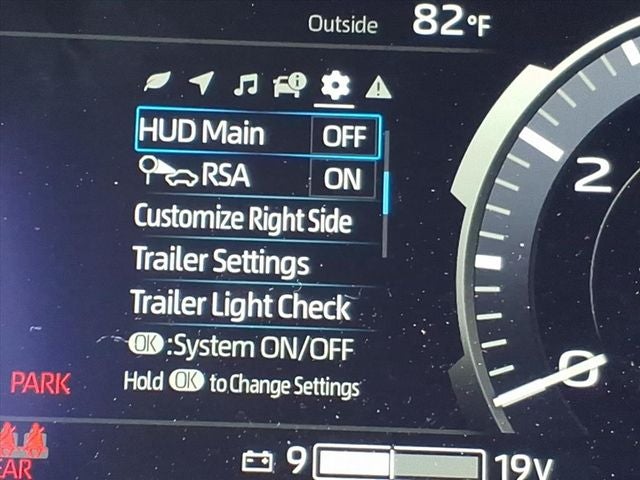 Outside 82°F
HUD Main OFF
RSA ON
Customize Right Side
Trailer Settings
Trailer Light Check
OK :System ON/OFF
Hold OK to Change Settings
2
0
PARK
EAR
9 19V